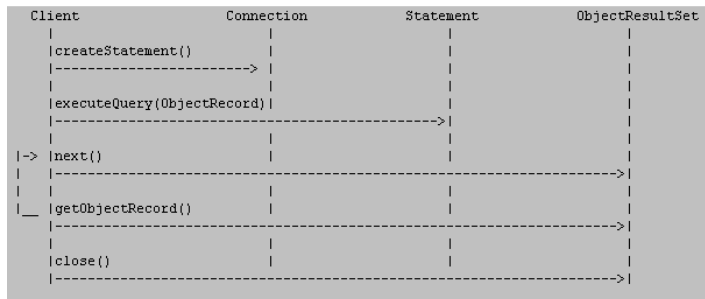 Client Connection Statement ObjectResultSet
createStatement()
executeQuery(ObjectRecord)
next()
getObjectRecord()
close()